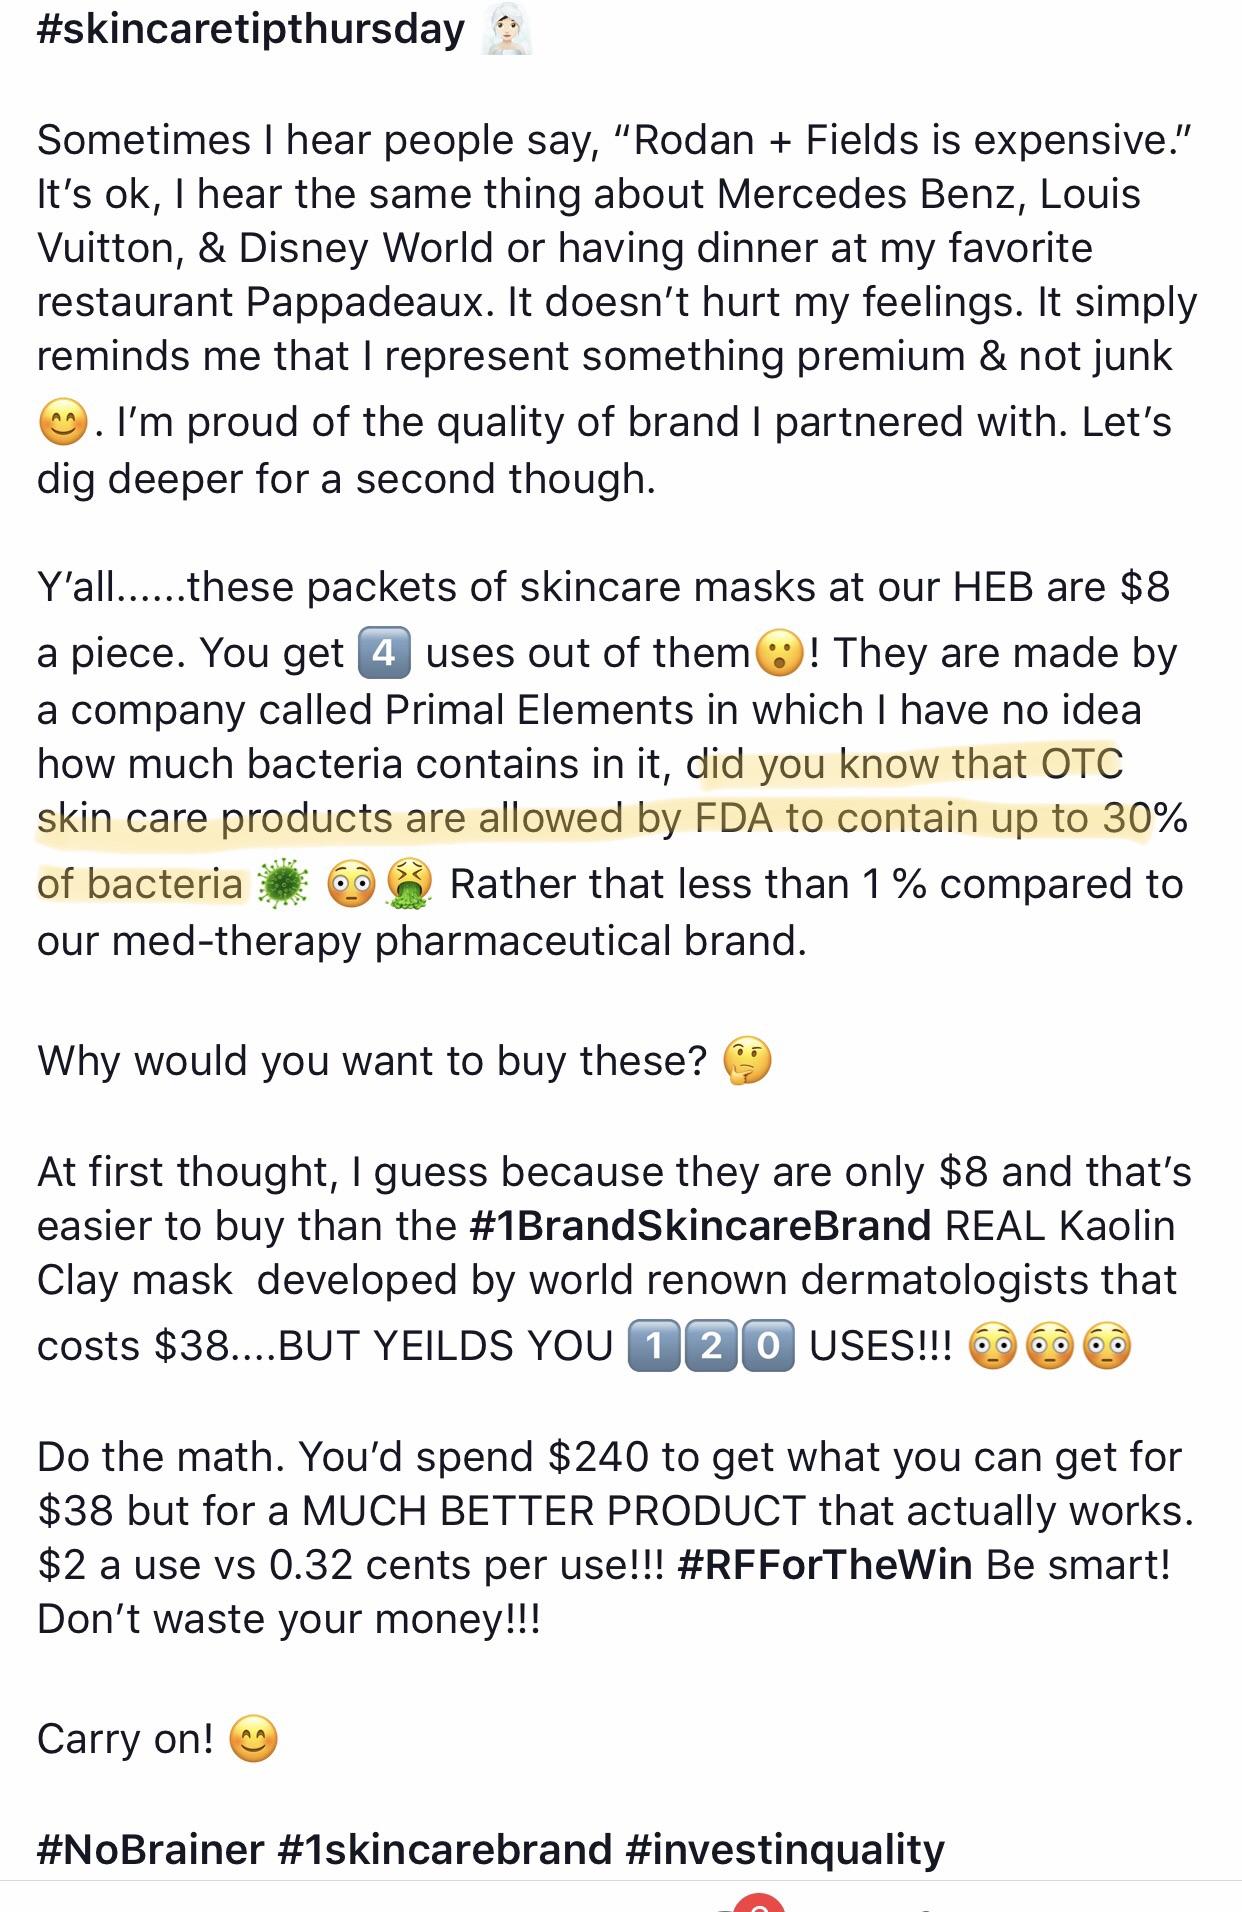 #skincaretipthursday 👰🏻
Sometimes I hear people say, “Rodan + Fields is expensive.”
It’s ok, I hear the same thing about Mercedes Benz, Louis
Vuitton, & Disney World or having dinner at my favorite
restaurant Pappadeaux. It doesn’t hurt my feelings. It simply
reminds me that I represent something premium & not junk
😊. I’m proud of the quality of brand I partnered with. Let’s
dig deeper for a second though.
Y’all......these packets of skincare masks at our HEB are $8
a piece. You get 4️⃣ uses out of them😮! They are made by
a company called Primal Elements in which I have no idea
how much bacteria contains in it, did you know that OTC
skin care products are allowed by FDA to contain up to 30%
of bacteria🦠 😳🤮 Rather that less than 1 % compared to
our med-therapy pharmaceutical brand.
Why would you want to buy these? 🤔
At first thought, I guess because they are only $8 and that’s
easier to buy than the #1BrandSkincareBrand REAL Kaolin
Clay mask  developed by world renown dermatologists that
costs $38....BUT YEILDS YOU 1️⃣2️⃣0️⃣ USES!!! 😳😳😳
Do the math. You’d spend $240 to get what you can get for
$38 but for a MUCH BETTER PRODUCT that actually works.
$2 a use vs 0.32 cents per use!!! #RFForTheWin Be smart!
Don’t waste your money!!!
Carry on! 😊
#NoBrainer #1skincarebrand #investinquality